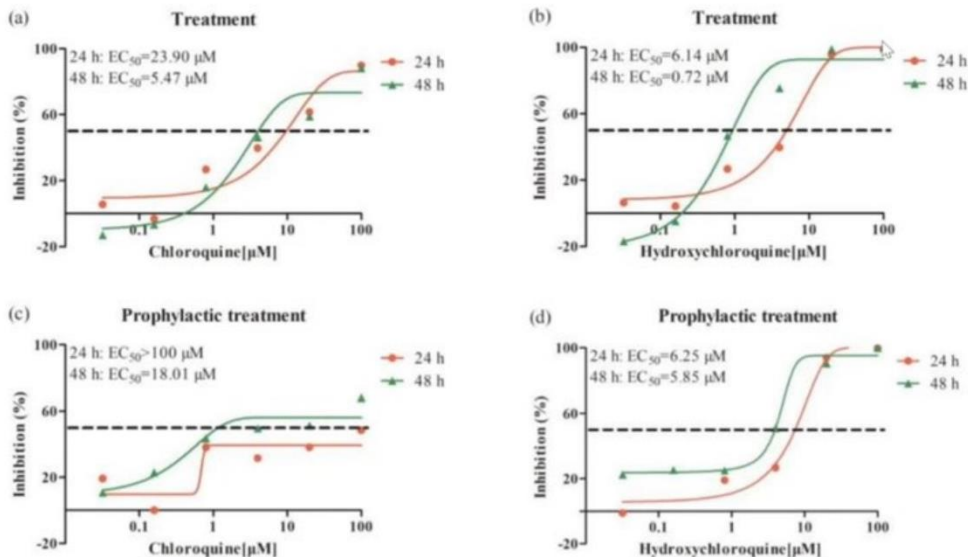 (a)
Treatment
24 h: EC50=23.90 μM
48 h: EC50=5.47 μM
24 h
48 h
100
60
20
-20
Inhibition (%)
0.1 1 10 100
Chloroquine[μM]
(b)
Treatment
24 h: EC50=6.14 μM
48 h: EC50=0.72 μM
24 h
48 h
100
60
20
-20
Inhibition (%)
0.1 1 10 100
Hydroxychloroquine[μM]
(c)
Prophylactic treatment
24 h: EC50>100 μM
48 h: EC50=18.01 μM
24 h
48 h
100
60
20
-20
Inhibition (%)
0.1 1 10 100
Chloroquine[μM]
(d)
Prophylactic treatment
24 h: EC50=6.25 μM
48 h: EC50=5.85 μM
24 h
48 h
100
60
20
-20
Inhibition (%)
0.1 1 10 100
Hydroxychloroquine[μM]